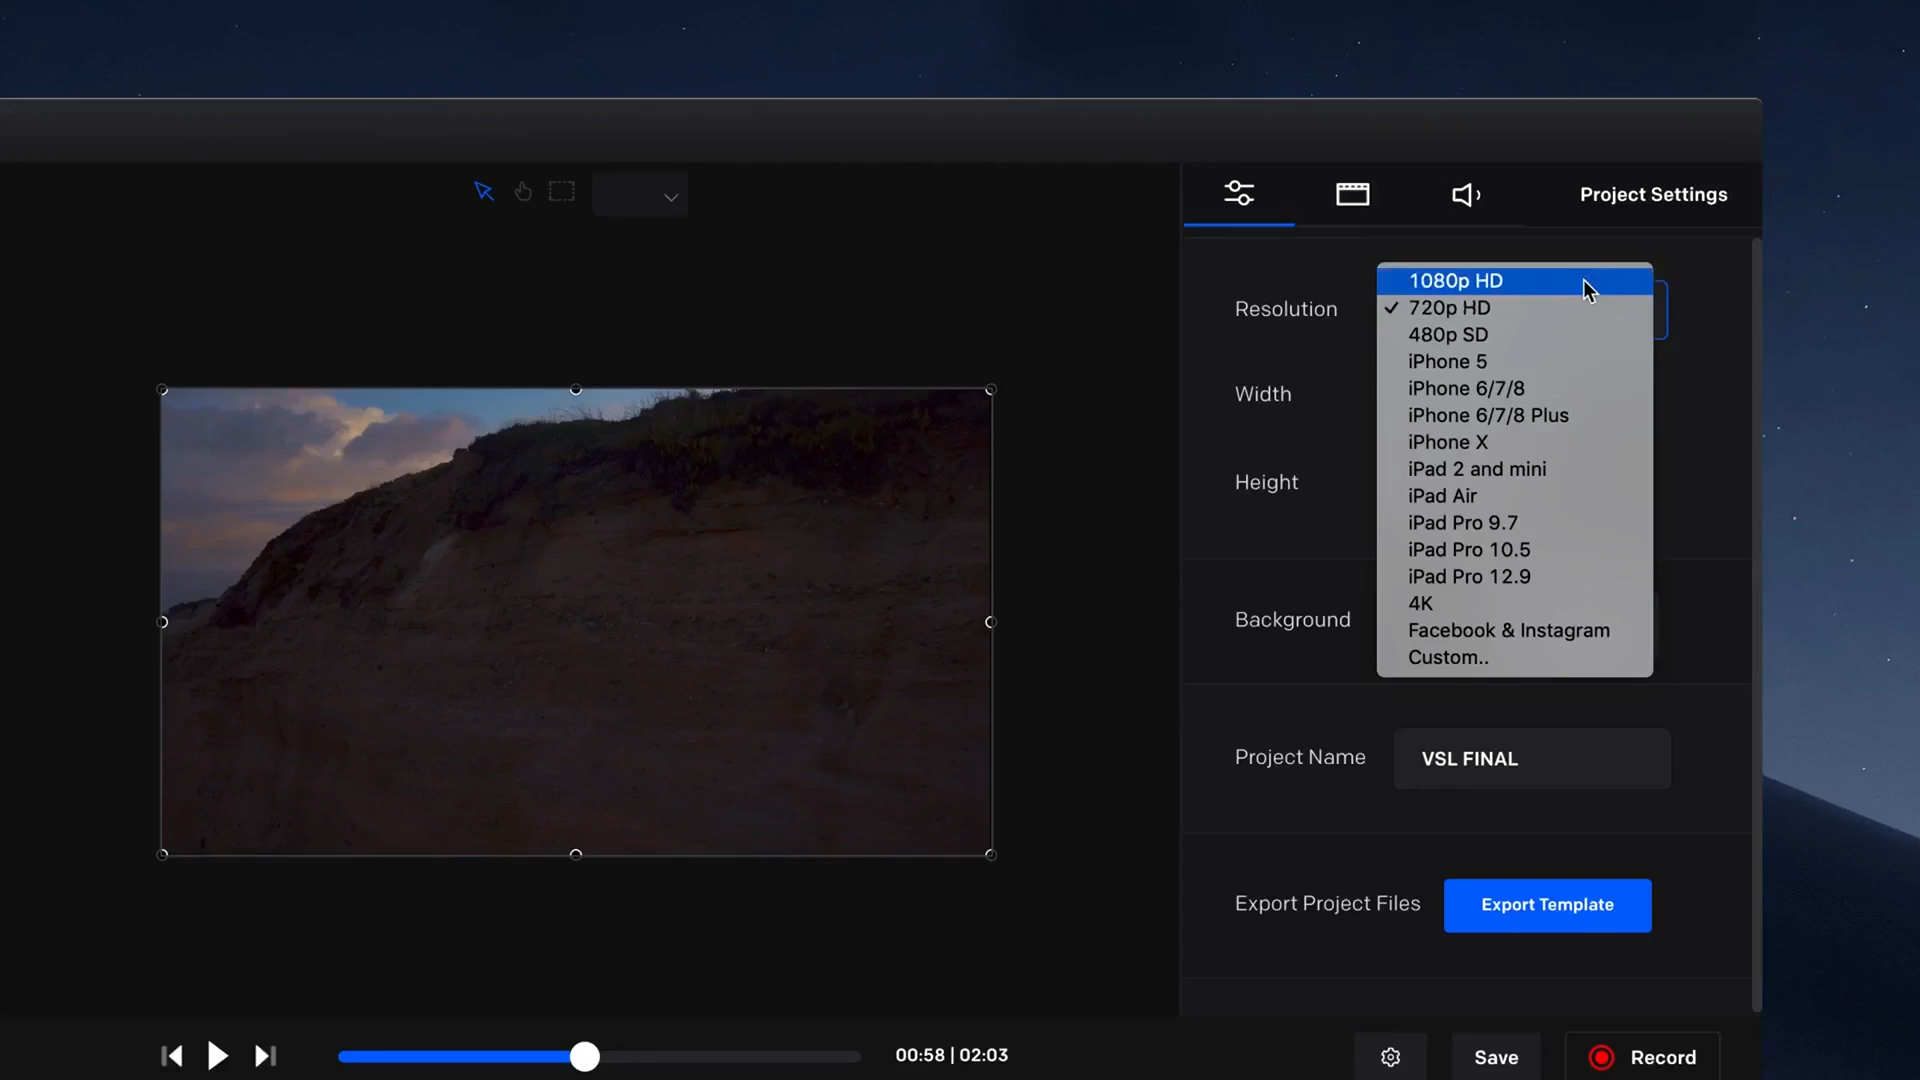 Project Settings
Resolution
1080p HD
720p HD
480p SD
iPhone 5
iPhone 6/7/8
iPhone 6/7/8 Plus
iPhone X
iPad 2 and mini
iPad Air
iPad Pro 9.7
iPad Pro 10.5
iPad Pro 12.9
4K
Facebook & Instagram
Custom..
Width
Height
Background
Project Name
VSL FINAL
Export Project Files
Export Template
00:58 | 02:03
Save
Record